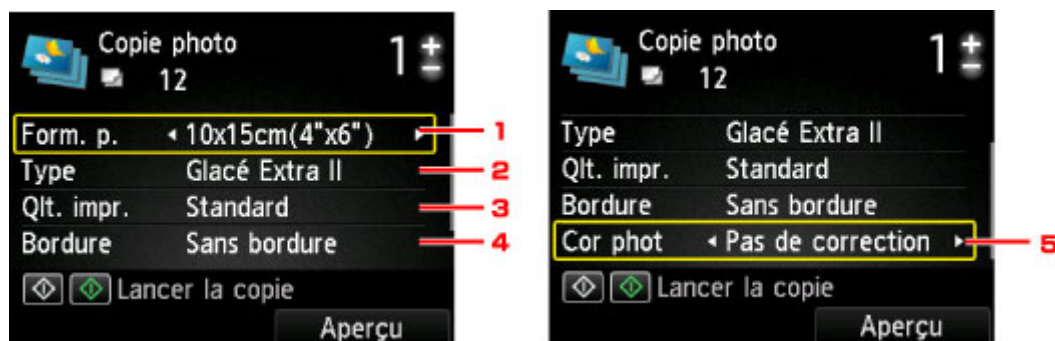 Copie photo
1
12
Form. p. 10x15cm(4"x6") 1
Type Glacé Extra II 2
Qlt. impr. Standard 3
Bordure Sans bordure 4
Lancer la copie
Aperçu
Copie photo
1
12
Type Glacé Extra II
Qlt. impr. Standard
Bordure Sans bordure
Cor phot Pas de correction 5
Lancer la copie
Aperçu